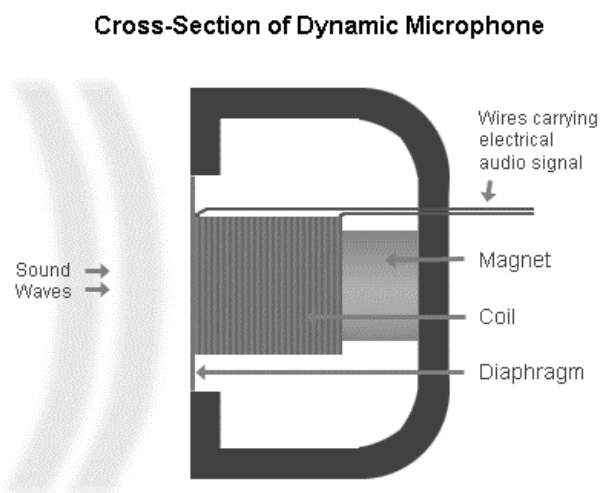 Cross-Section of Dynamic Microphone
Wires carrying
electrical
audio signal
Sound
Waves
Magnet
Coil
Diaphragm